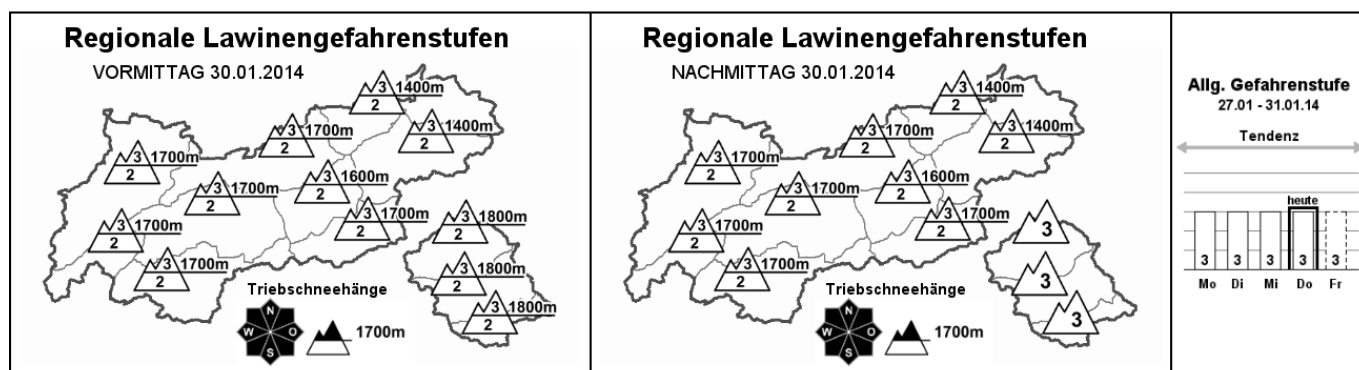 Regionale Lawinengefahrenstufen
VORMITTAG 30.01.2014
3 1400m
2
3 1700m
2
3 1400m
2
3 1700m
2
3 1600m
2
3 1700m
2
3 1700m
2
3 1800m
2
3 1700m
2
3 1700m
2
3 1800m
2
3 1800m
2
Triebschneehänge
N
W O
S
1700m
Regionale Lawinengefahrenstufen
NACHMITTAG 30.01.2014
3 1400m
2
3 1700m
2
3 1400m
2
3 1700m
2
3 1600m
2
3 1700m
2
3 1700m
2
3
3 1700m
2
3 1700m
2
3
3
Triebschneehänge
N
W O
S
1700m
Allg. Gefahrenstufe
27.01 - 31.01.14
Tendenz
heute
3 3 3 3 3
Mo Di Mi Do Fr